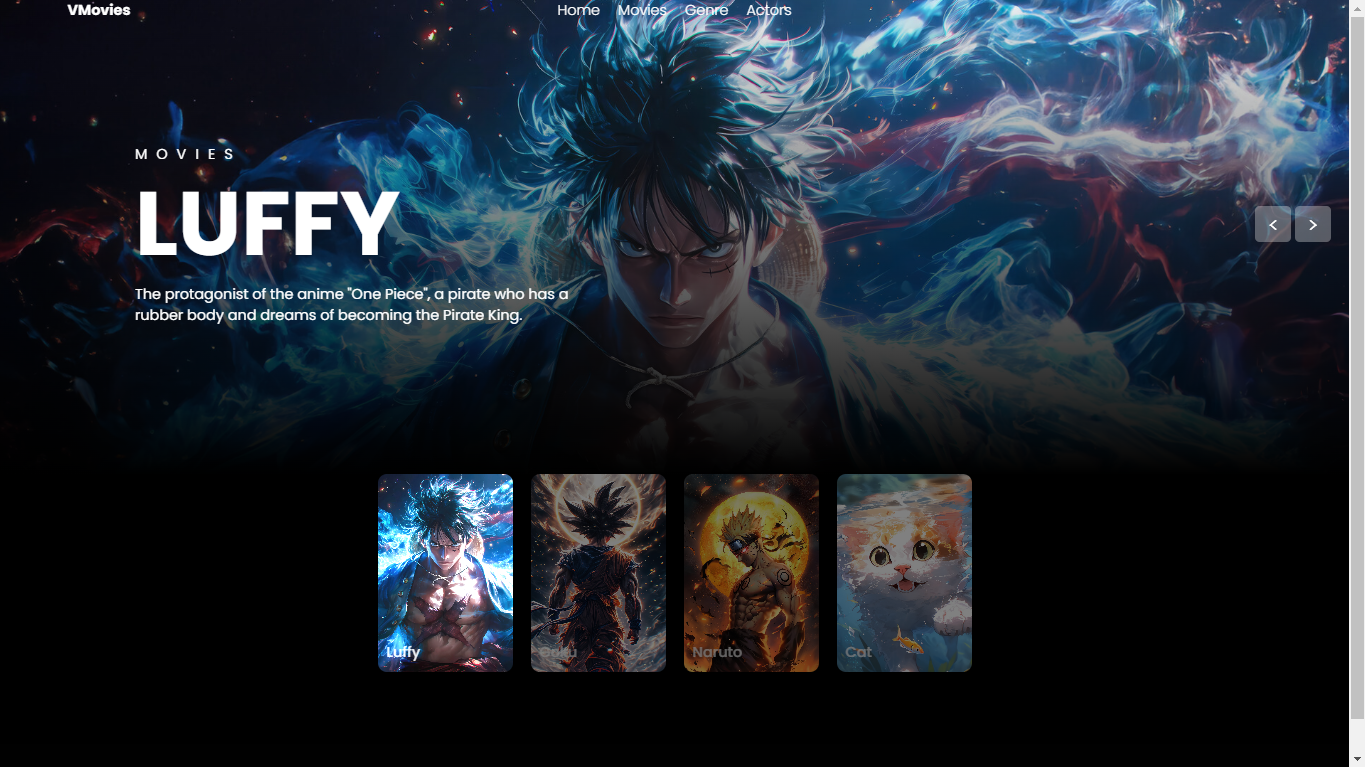 VMovies
Home Movies Genre Actors
MOVIES
LUFFY
The protagonist of the anime "One Piece", a pirate who has a
rubber body and dreams of becoming the Pirate King.
< >
Luffy
Goku
Naruto
Cat